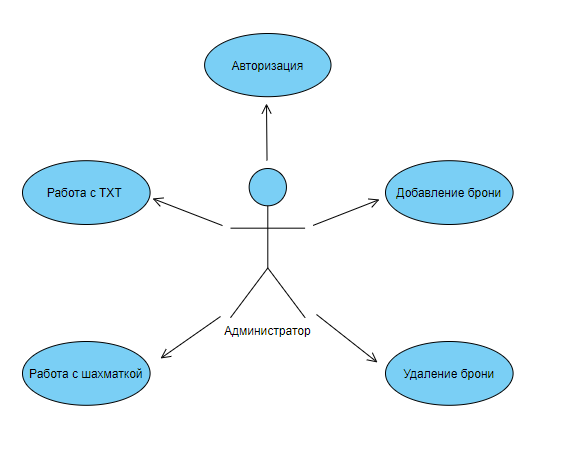 Авторизация
Работа с TXT
Добавление брони
Администратор
Работа с шахматкой
Удаление брони